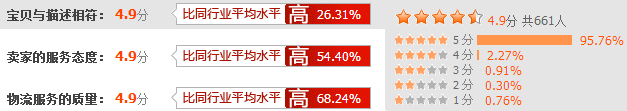 宝贝与描述相符： 4.9分 比同行业平均水平 高 26.31%
卖家的服务态度： 4.9分 比同行业平均水平 高 54.40%
物流服务的质量： 4.9分 比同行业平均水平 高 68.24%
4.9分 共661人
5分 95.76%
4分 2.27%
3分 0.91%
2分 0.30%
1分 0.76%